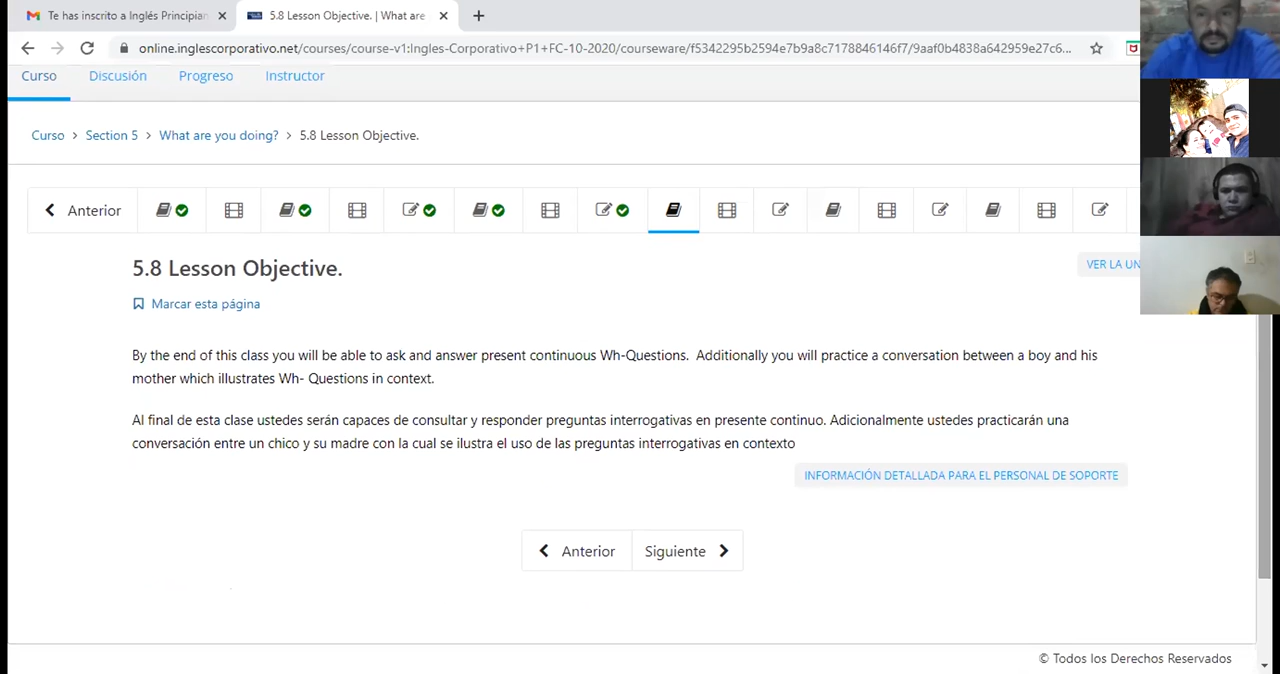 Te has inscrito a Inglés Principian
5.8 Lesson Objective. | What are
online.inglescorporativo.net/courses/course-v1:Ingles-Corporativo+P1+FC-10-2020/courseware/f5342295b2594e7b9a8c7178846146f7/9aaf0b4838a642959e27c6...
Curso Discusión Progreso Instructor
Curso > Section 5 > What are you doing? > 5.8 Lesson Objective.
Anterior
5.8 Lesson Objective.
VER LA UN
Marcar esta página
By the end of this class you will be able to ask and answer present continuous Wh-Questions. Additionally you will practice a conversation between a boy and his
mother which illustrates Wh- Questions in context.
Al final de esta clase ustedes serán capaces de consultar y responder preguntas interrogativas en presente continuo. Adicionalmente ustedes practicarán una
conversación entre un chico y su madre con la cual se ilustra el uso de las preguntas interrogativas en contexto
INFORMACIÓN DETALLADA PARA EL PERSONAL DE SOPORTE
Anterior Siguiente
© Todos los Derechos Reservados